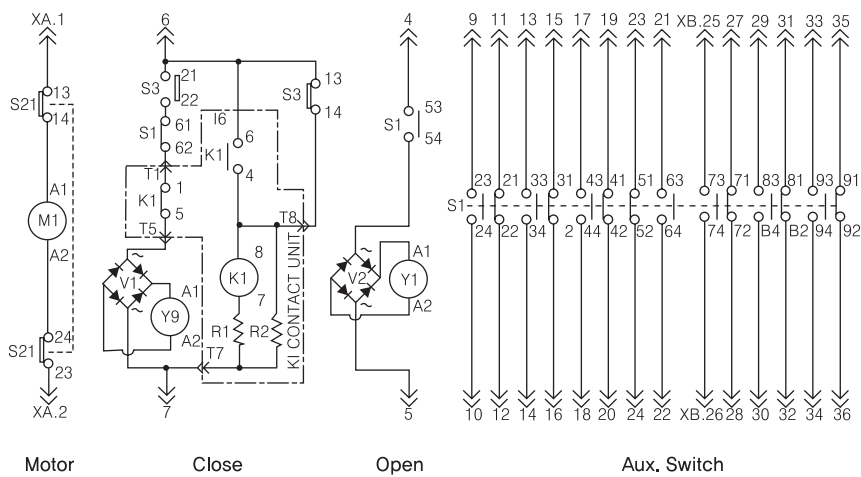 XA.1 6 4 9 11 13 15 17 19 23 21 XB.25 27 29 31 33 35
21
S3
22
13
S3
14
13
S21
14
I6
53
S1
54
61
S1
62
6
K1
4
T1
1
K1
5
T5
T8
A1
M1
A2
8
K1
7
R1 R2
T7
KI CONTACT UNIT
~
V1
~
A1
Y9
A2
~
V2
~
A1
Y1
A2
24
S21
23
23 21 33 31 43 41 51 63 73 71 83 81 93 91
S1
24 22 34 2 44 42 52 64 74 72 B4 B2 94 92
XA.2 7 5 10 12 14 16 18 20 24 22 XB.26 28 30 32 34 36
Motor Close Open Aux. Switch